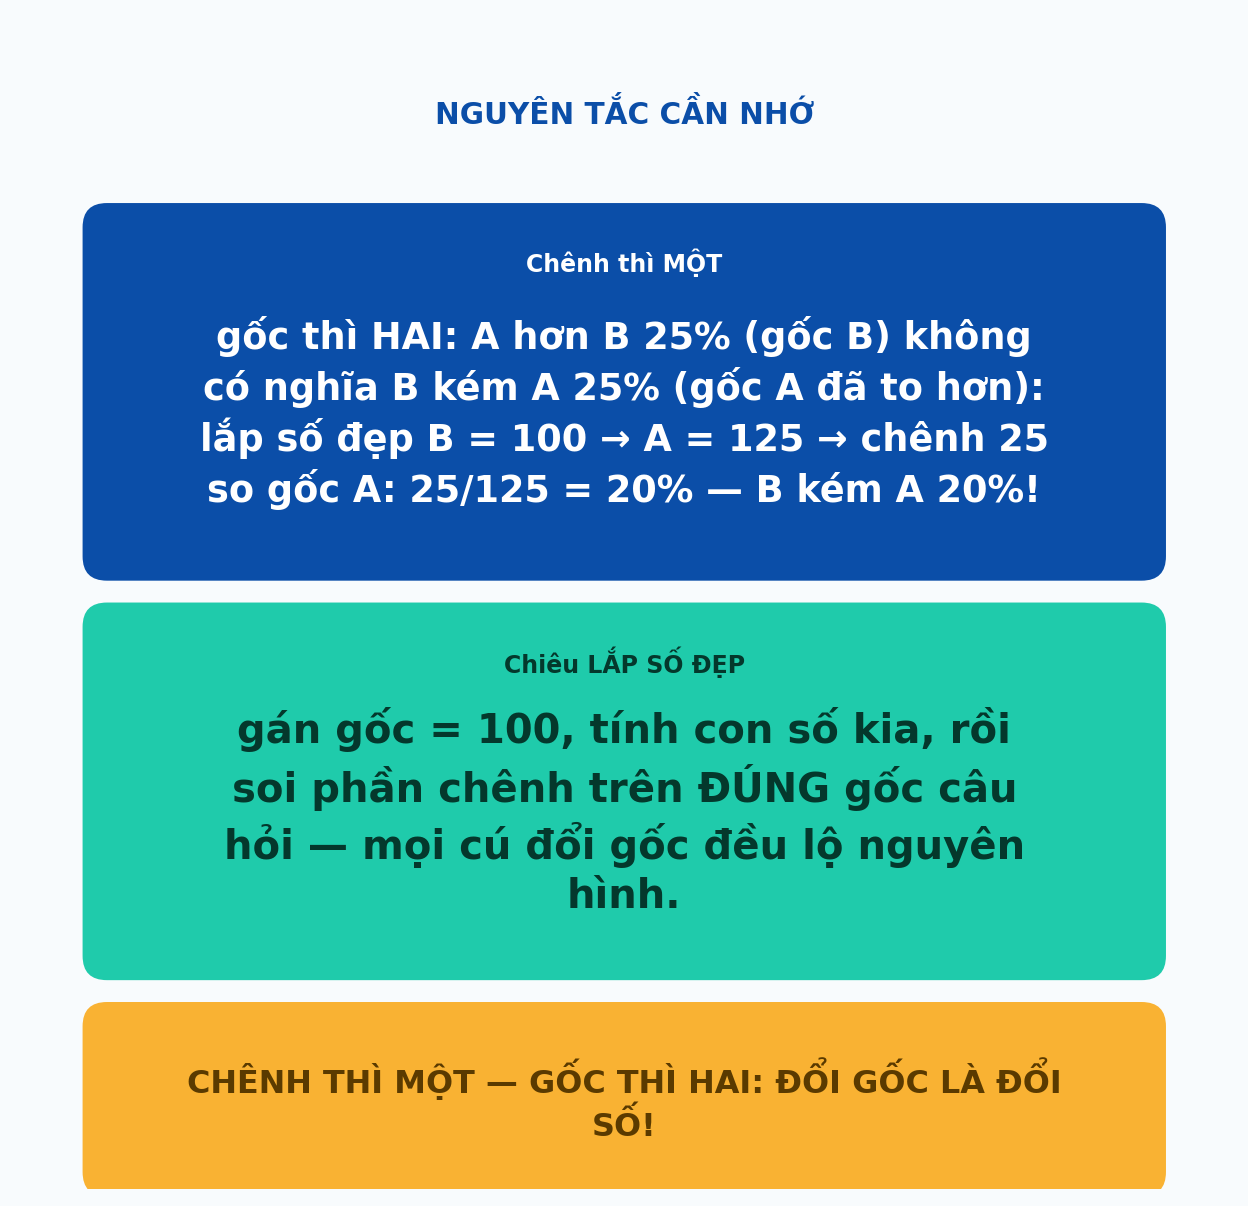 NGUYÊN TẮC CẦN NHỚ
Chênh thì MỘT
gốc thì HAI: A hơn B 25% (gốc B) không
có nghĩa B kém A 25% (gốc A đã to hơn):
lắp số đẹp B = 100 → A = 125 → chênh 25
so gốc A: 25/125 = 20% — B kém A 20%!
Chiêu LẮP SỐ ĐẸP
gán gốc = 100, tính con số kia, rồi
soi phần chênh trên ĐÚNG gốc câu
hỏi — mọi cú đổi gốc đều lộ nguyên
hình.
CHÊNH THÌ MỘT — GỐC THÌ HAI: ĐỔI GỐC LÀ ĐỔI
SỐ!